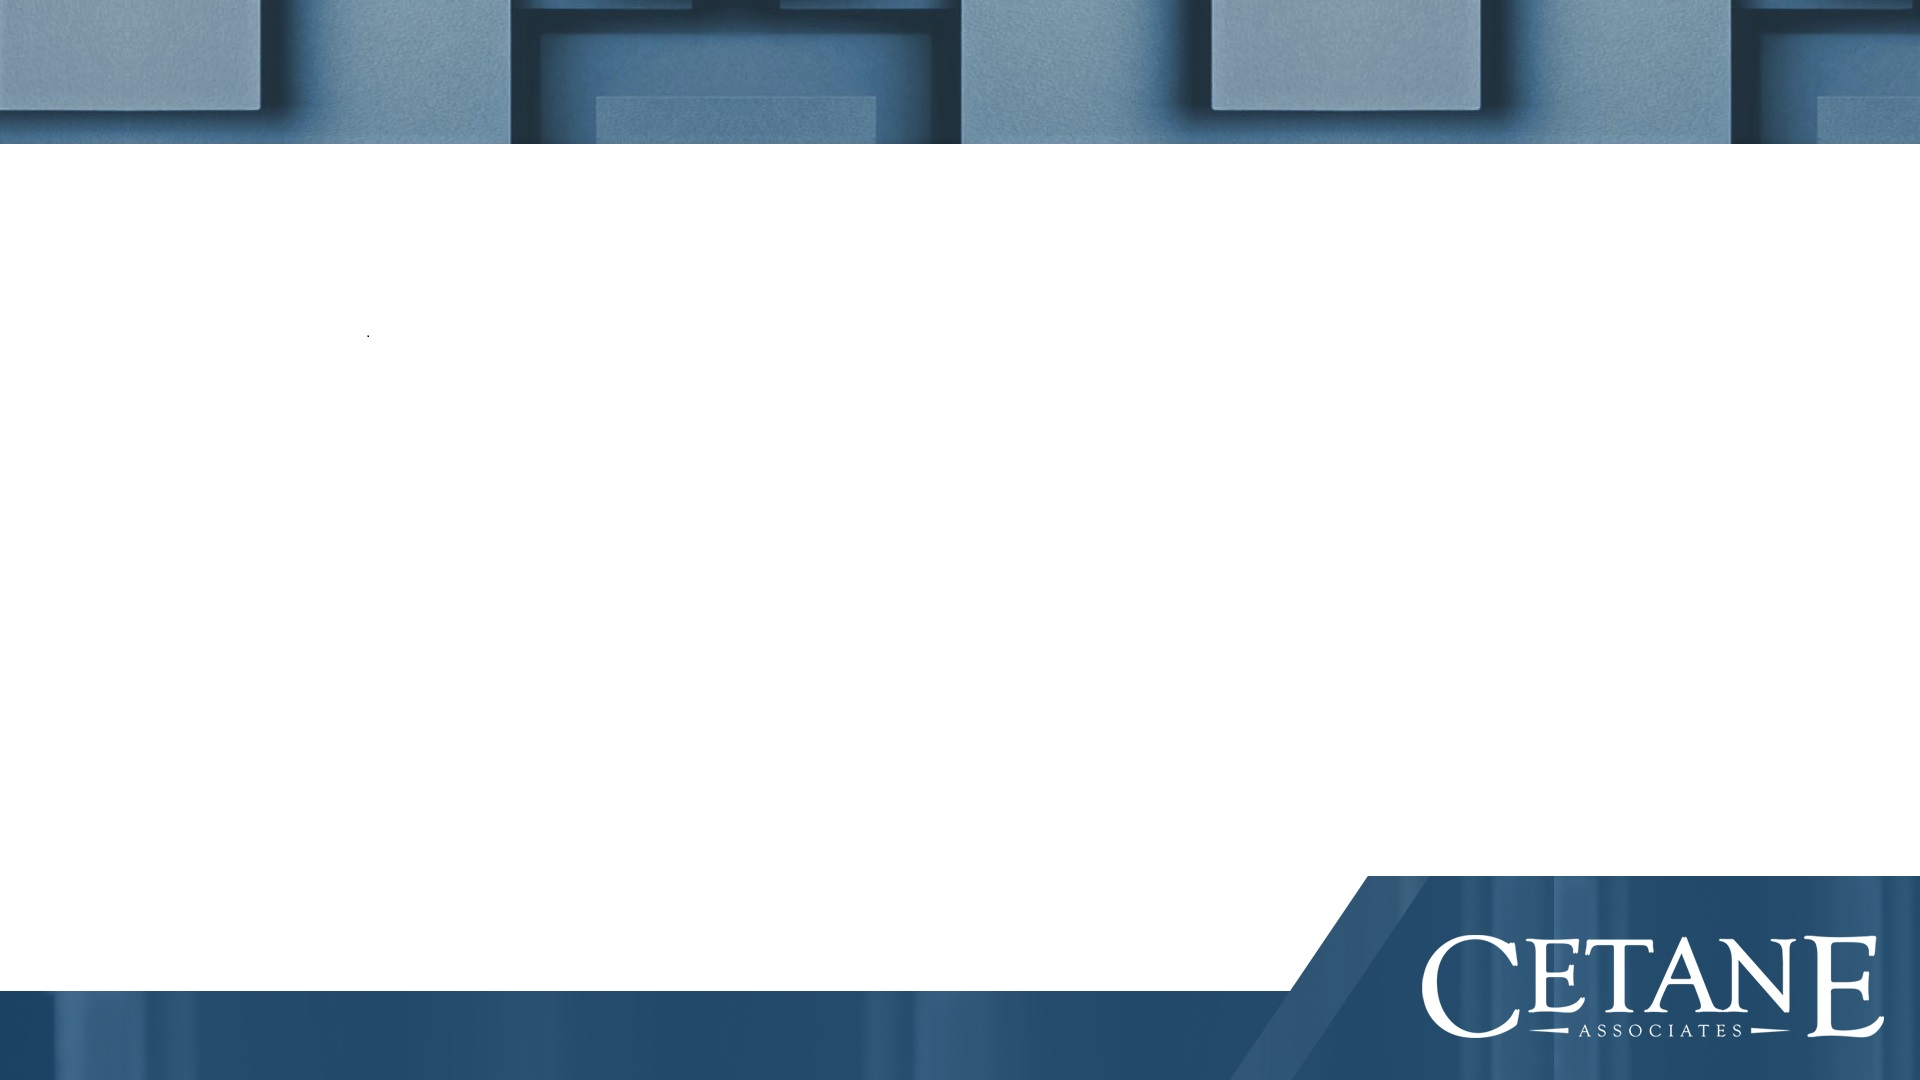 .
CETANE
ASSOCIATES